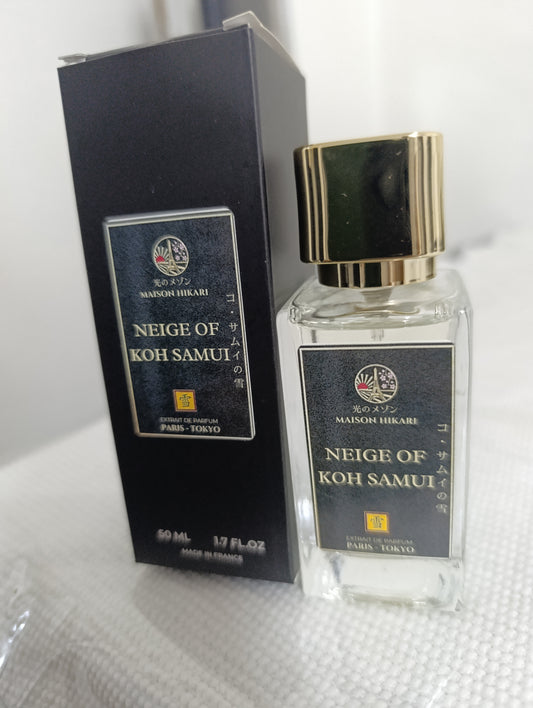 光のメゾン
MAISON HIKARI
NEIGE OF
KOH SAMUI
コ・サムイの雪
雪
EXTRAIT DE PARFUM
PARIS - TOKYO
50 ML 1.7 FL.OZ
MADE IN FRANCE
光のメゾン
MAISON HIKARI
NEIGE OF
KOH SAMUI
コ・サムイの雪
雪
EXTRAIT DE PARFUM
PARIS - TOKYO